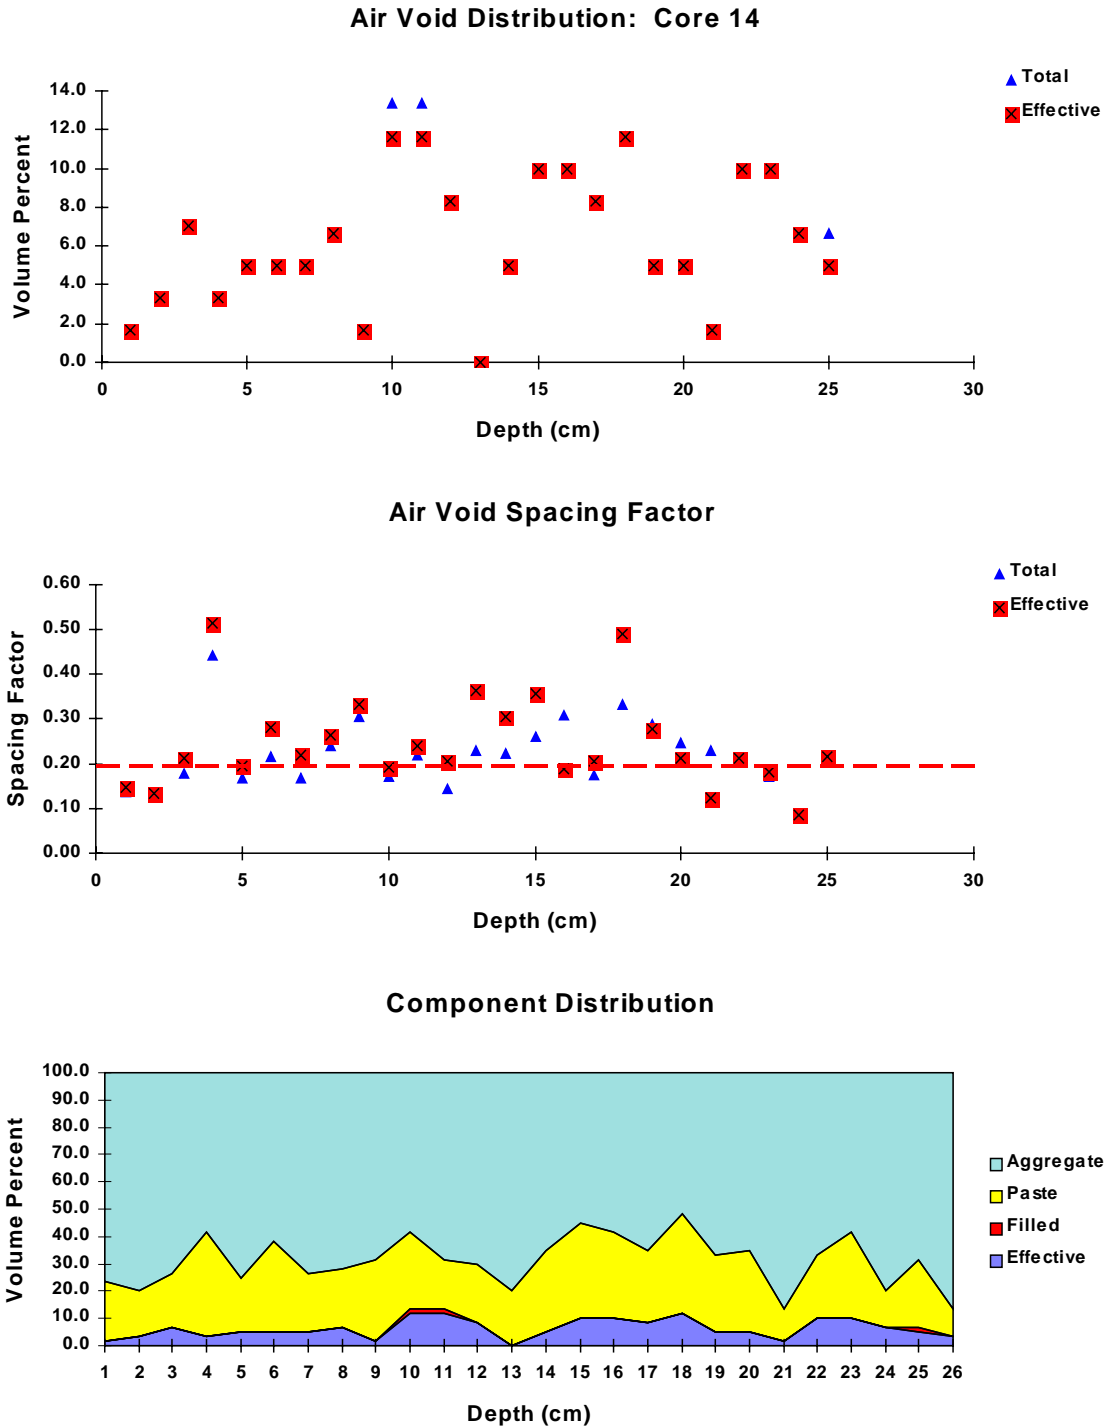 Air Void Distribution: Core 14
Total
Effective
Volume Percent
14.0
12.0
10.0
8.0
6.0
4.0
2.0
0.0
0 5 10 15 20 25 30
Depth (cm)
Air Void Spacing Factor
Total
Effective
Spacing Factor
0.60
0.50
0.40
0.30
0.20
0.10
0.00
0 5 10 15 20 25 30
Depth (cm)
Component Distribution
Volume Percent
100.0
90.0
80.0
70.0
60.0
50.0
40.0
30.0
20.0
10.0
0.0
Aggregate
Paste
Filled
Effective
1 2 3 4 5 6 7 8 9 10 11 12 13 14 15 16 17 18 19 20 21 22 23 24 25 26
Depth (cm)